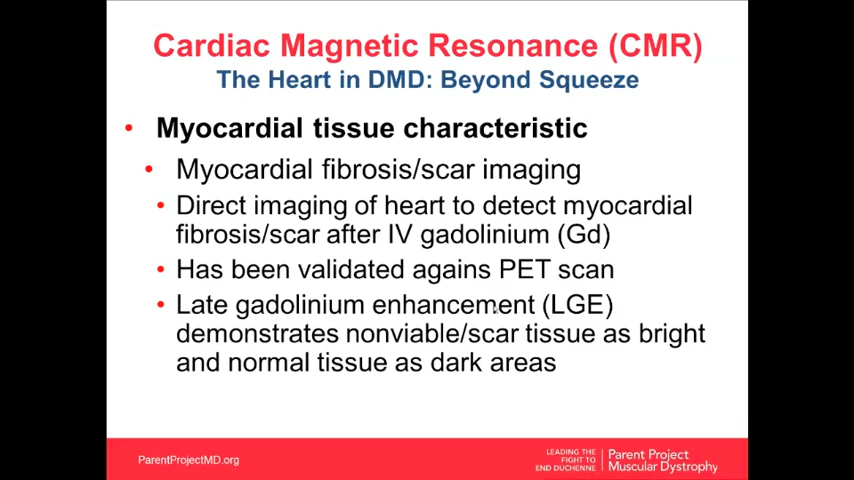 Cardiac Magnetic Resonance (CMR)
The Heart in DMD: Beyond Squeeze
• Myocardial tissue characteristic
• Myocardial fibrosis/scar imaging
• Direct imaging of heart to detect myocardial
fibrosis/scar after IV gadolinium (Gd)
• Has been validated agains PET scan
• Late gadolinium enhancement (LGE)
demonstrates nonviable/scar tissue as bright
and normal tissue as dark areas
ParentProjectMD.org
LEADING THE
FIGHT TO
END DUCHENNE
Parent Project
Muscular Dystrophy